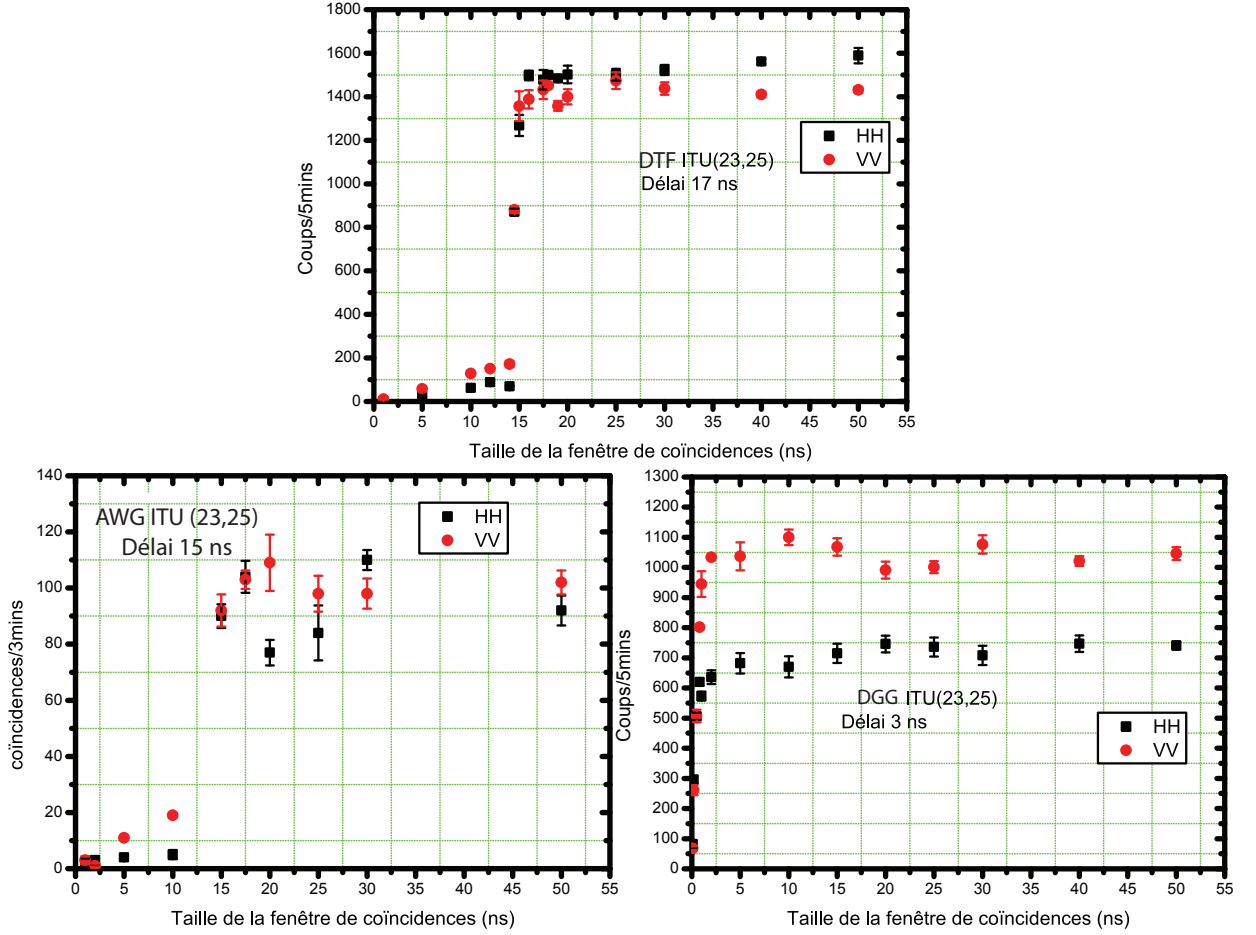 1800
1600
1400
1200
1000
800
600
400
200
0
Coups/5mins
HH
VV
DTF ITU(23,25)
Délai 17 ns
0 5 10 15 20 25 30 35 40 45 50 55
Taille de la fenêtre de coïncidences (ns)
140
120
100
80
60
40
20
0
coïncidences/3mins
AWG ITU (23,25)
Délai 15 ns
HH
VV
0 5 10 15 20 25 30 35 40 45 50 55
Taille de la fenêtre de coïncidences (ns)
1300
1200
1100
1000
900
800
700
600
500
400
300
200
100
0
Coups/5mins
DGG ITU(23,25)
Délai 3 ns
HH
VV
0 5 10 15 20 25 30 35 40 45 50 55
Taille de la fenêtre de coïncidences (ns)